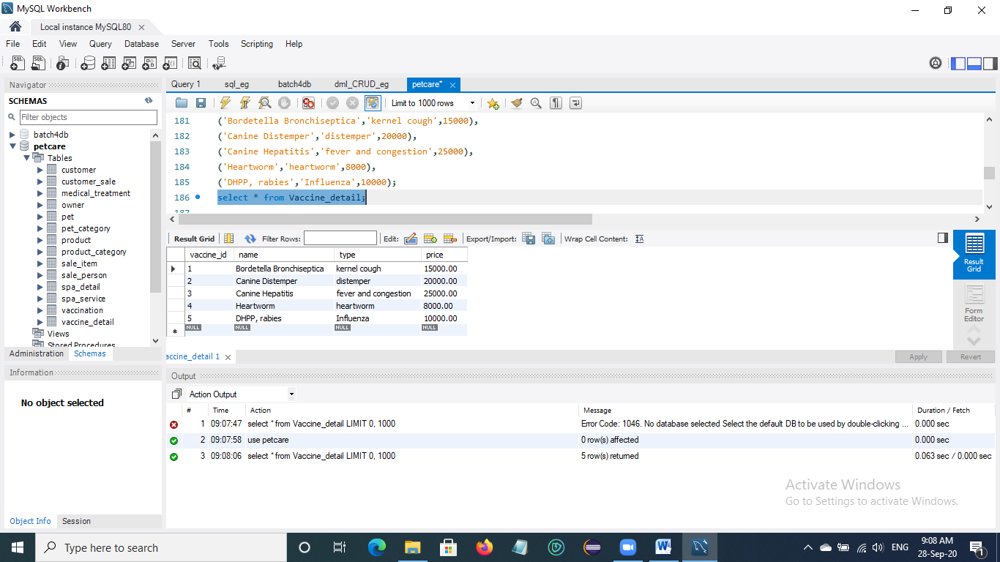 MySQL Workbench
Local instance MySQL80
File Edit View Query Database Server Tools Scripting Help
Navigator
SCHEMAS
Filter objects
batch4db
petcare
Tables
customer
customer_sale
medical_treatment
owner
pet
pet_category
product
product_category
sale_item
sale_person
spa_detail
spa_service
vaccination
vaccine_detail
Views
Stored Procedures
Administration Schemas
Information
No object selected
Object Info Session
Query 1 sql_eg batch4db dml_CRUD_eg petcare*
Limit to 1000 rows
181 ('Bordetella Bronchiseptica','kernel cough',15000),
182 ('Canine Distemper','distemper',20000),
183 ('Canine Hepatitis','fever and congestion',25000),
184 ('Heartworm','heartworm',8000),
185 ('DHPP, rabies','Influenza',10000);
186 select * from Vaccine_detail;
187
Result Grid Filter Rows: Edit: Export/Import: Wrap Cell Content:
vaccine_id name type price
1 Bordetella Bronchiseptica kernel cough 15000.00
2 Canine Distemper distemper 20000.00
3 Canine Hepatitis fever and congestion 25000.00
4 Heartworm heartworm 8000.00
5 DHPP, rabies Influenza 10000.00
NULL NULL NULL NULL
Result
Grid
Form
Editor
accine_detail 1
Apply Revert
Output
Action Output
# Time Action Message Duration / Fetch
1 09:07:47 select * from Vaccine_detail LIMIT 0, 1000 Error Code: 1046. No database selected Select the default DB to be used by double-clicking ... 0.000 sec
2 09:07:58 use petcare 0 row(s) affected 0.000 sec
3 09:08:06 select * from Vaccine_detail LIMIT 0, 1000 5 row(s) returned 0.063 sec / 0.000 sec
Activate Windows
Go to Settings to activate Windows.
Type here to search
ENG
9:08 AM
28-Sep-20
1